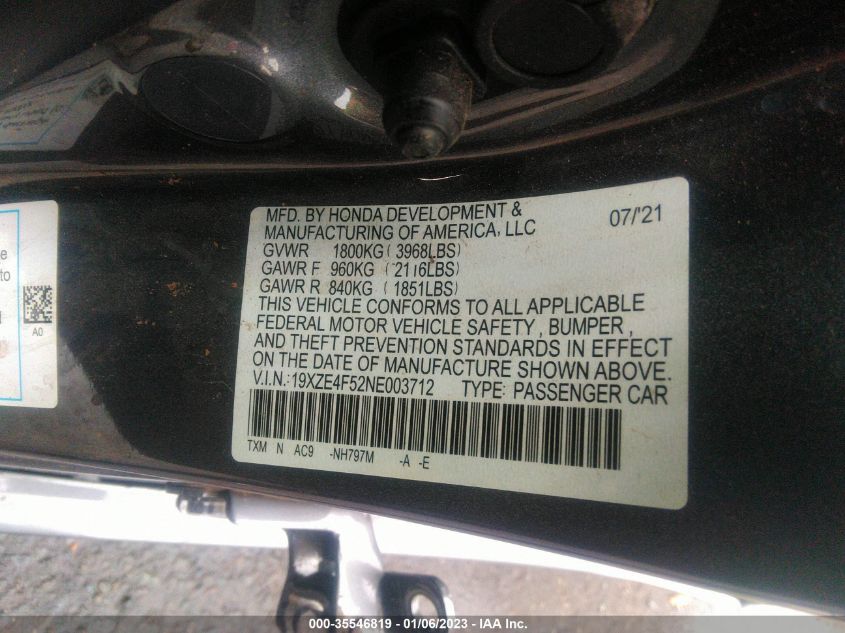 MFD. BY HONDA DEVELOPMENT & 07/'21
MANUFACTURING OF AMERICA, LLC
GVWR 1800KG ( 3968LBS)
GAWR F 960KG ( 2116LBS)
GAWR R 840KG ( 1851LBS)
THIS VEHICLE CONFORMS TO ALL APPLICABLE
FEDERAL MOTOR VEHICLE SAFETY, BUMPER,
AND THEFT PREVENTION STANDARDS IN EFFECT
ON THE DATE OF MANUFACTURE SHOWN ABOVE.
V.I.N.:19XZE4F52NE003712 TYPE: PASSENGER CAR
TXM N AC9 -NH797M -A -E
to
A0
000-35546819 - 01/06/2023 - IAA Inc.